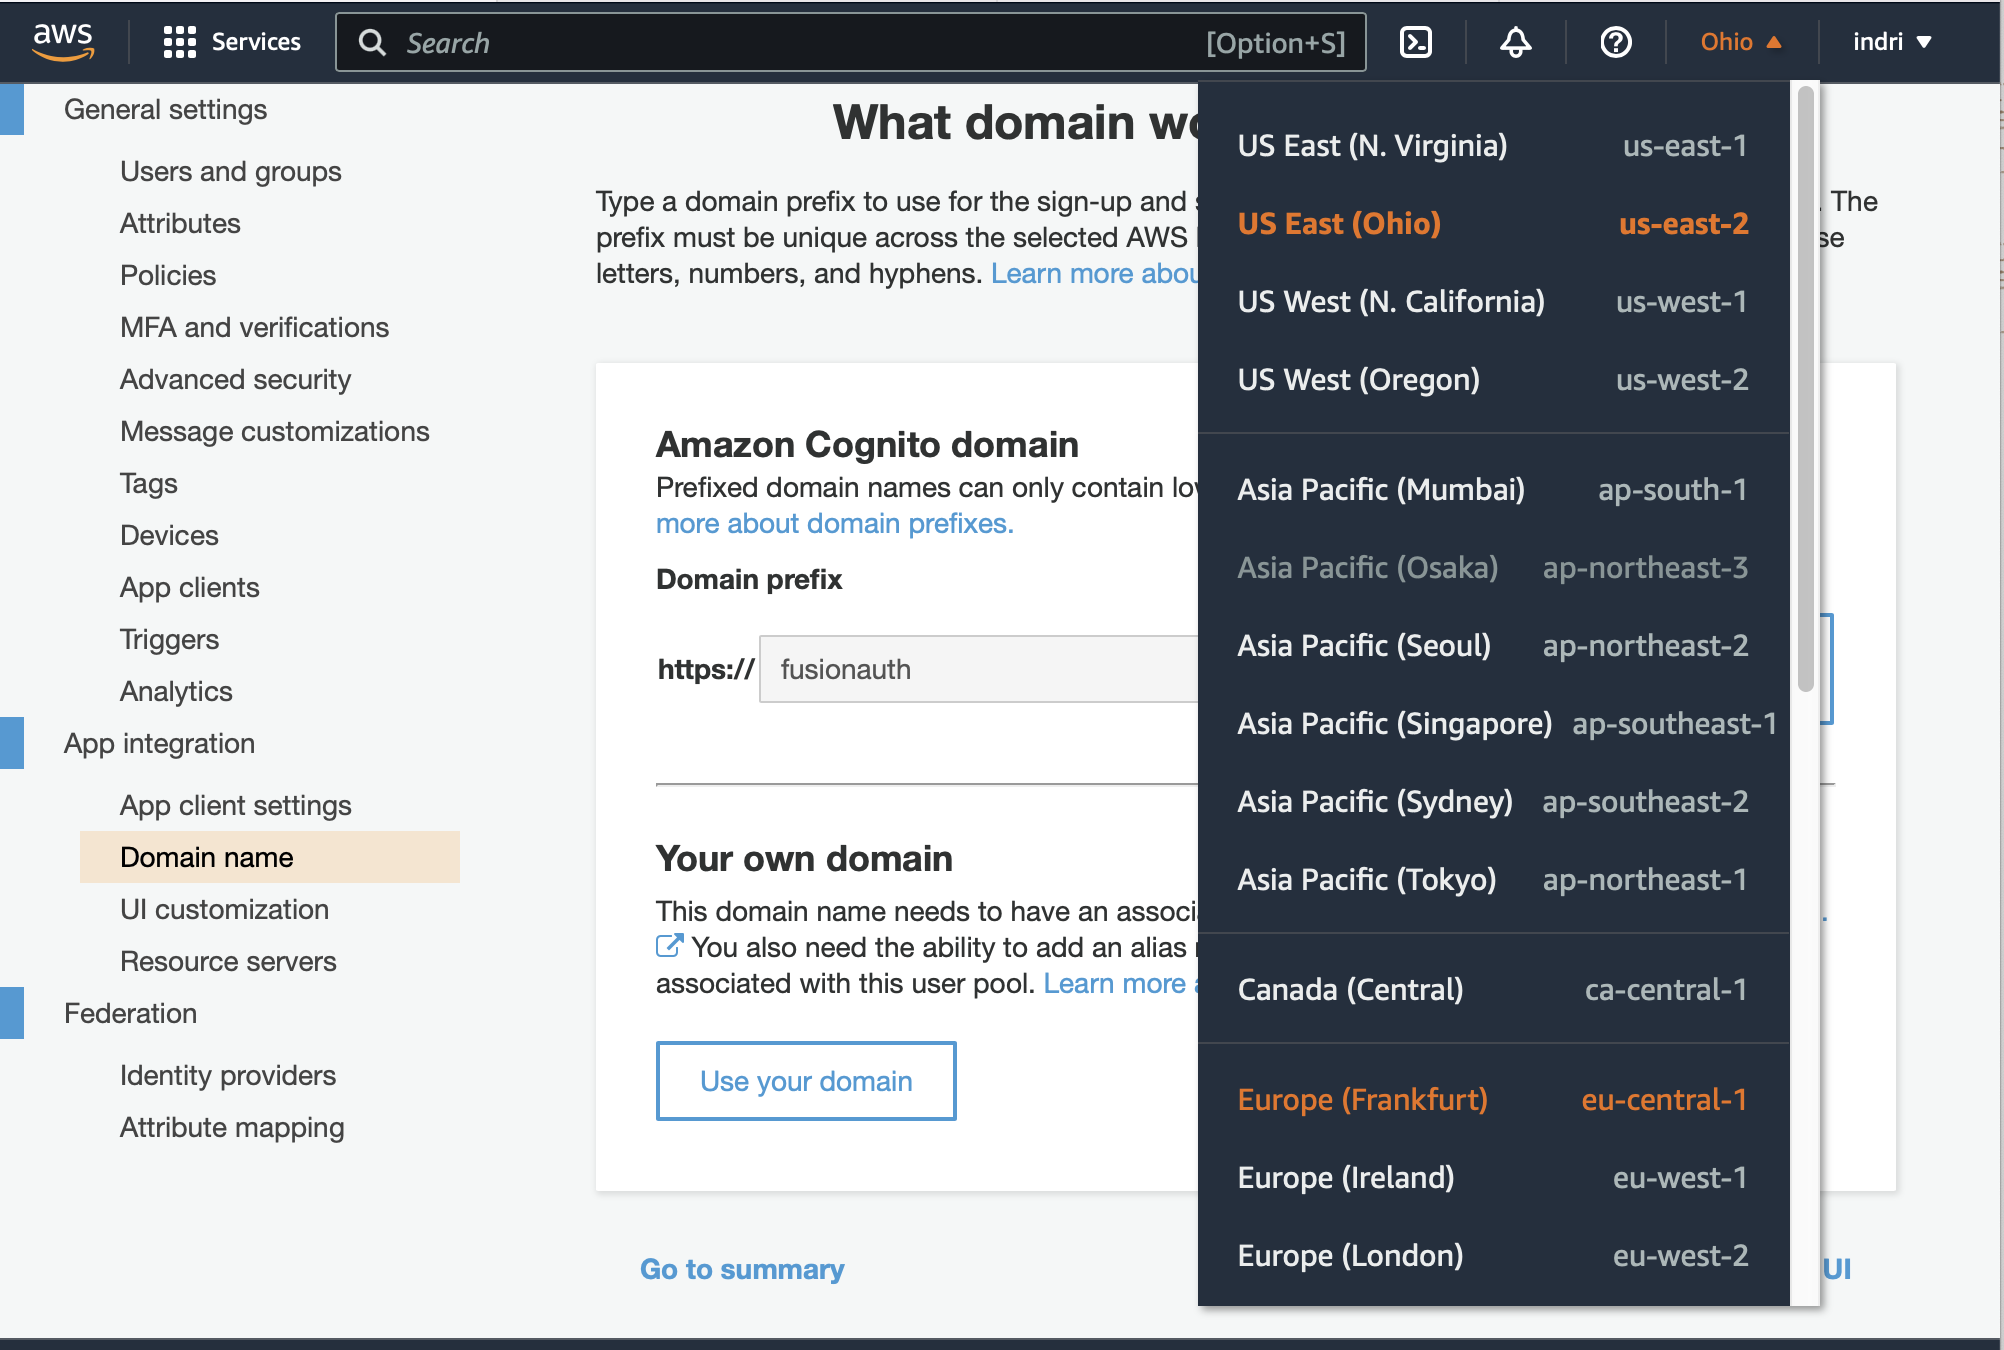 aws
Services
Search
[Option+S]
Ohio
indri
General settings
Users and groups
Attributes
Policies
MFA and verifications
Advanced security
Message customizations
Tags
Devices
App clients
Triggers
Analytics
App integration
App client settings
Domain name
UI customization
Resource servers
Federation
Identity providers
Attribute mapping
What domain
Type a domain prefix to use for the sign-up and . The
prefix must be unique across the selected AWS
letters, numbers, and hyphens. Learn more
Amazon Cognito domain
Prefixed domain names can only contain
more about domain prefixes.
Domain prefix
https:// fusionauth
Your own domain
This domain name needs to have an
You also need the ability to add an alias
associated with this user pool. Learn more
Use your domain
Go to summary
UI
US East (N. Virginia) us-east-1
US East (Ohio) us-east-2
US West (N. California) us-west-1
US West (Oregon) us-west-2
Asia Pacific (Mumbai) ap-south-1
Asia Pacific (Osaka) ap-northeast-3
Asia Pacific (Seoul) ap-northeast-2
Asia Pacific (Singapore) ap-southeast-1
Asia Pacific (Sydney) ap-southeast-2
Asia Pacific (Tokyo) ap-northeast-1
Canada (Central) ca-central-1
Europe (Frankfurt) eu-central-1
Europe (Ireland) eu-west-1
Europe (London) eu-west-2